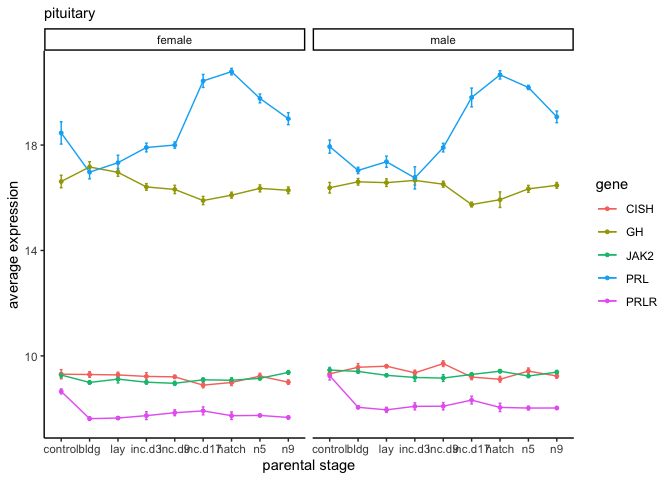 pituitary
female
male
average expression
18
14
10
control bldg lay inc.d3 inc.d9 inc.d17 hatch n5 n9
control bldg lay inc.d3 inc.d9 inc.d17 hatch n5 n9
parental stage
gene
CISH
GH
JAK2
PRL
PRLR